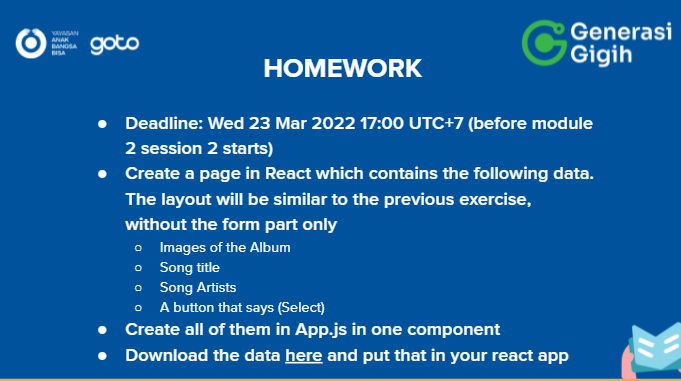 YAYASAN
ANAK
BANGSA
BISA
goto
Generasi
Gigih
HOMEWORK
● Deadline: Wed 23 Mar 2022 17:00 UTC+7 (before module
2 session 2 starts)
● Create a page in React which contains the following data.
The layout will be similar to the previous exercise,
without the form part only
○ Images of the Album
○ Song title
○ Song Artists
○ A button that says (Select)
● Create all of them in App.js in one component
● Download the data here and put that in your react app